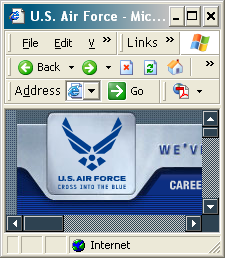 U.S. Air Force - Mic...
File Edit V » Links »
Back
Address Go »
WE'V
U.S. AIR FORCE
CROSS INTO THE BLUE
CAREE
Internet